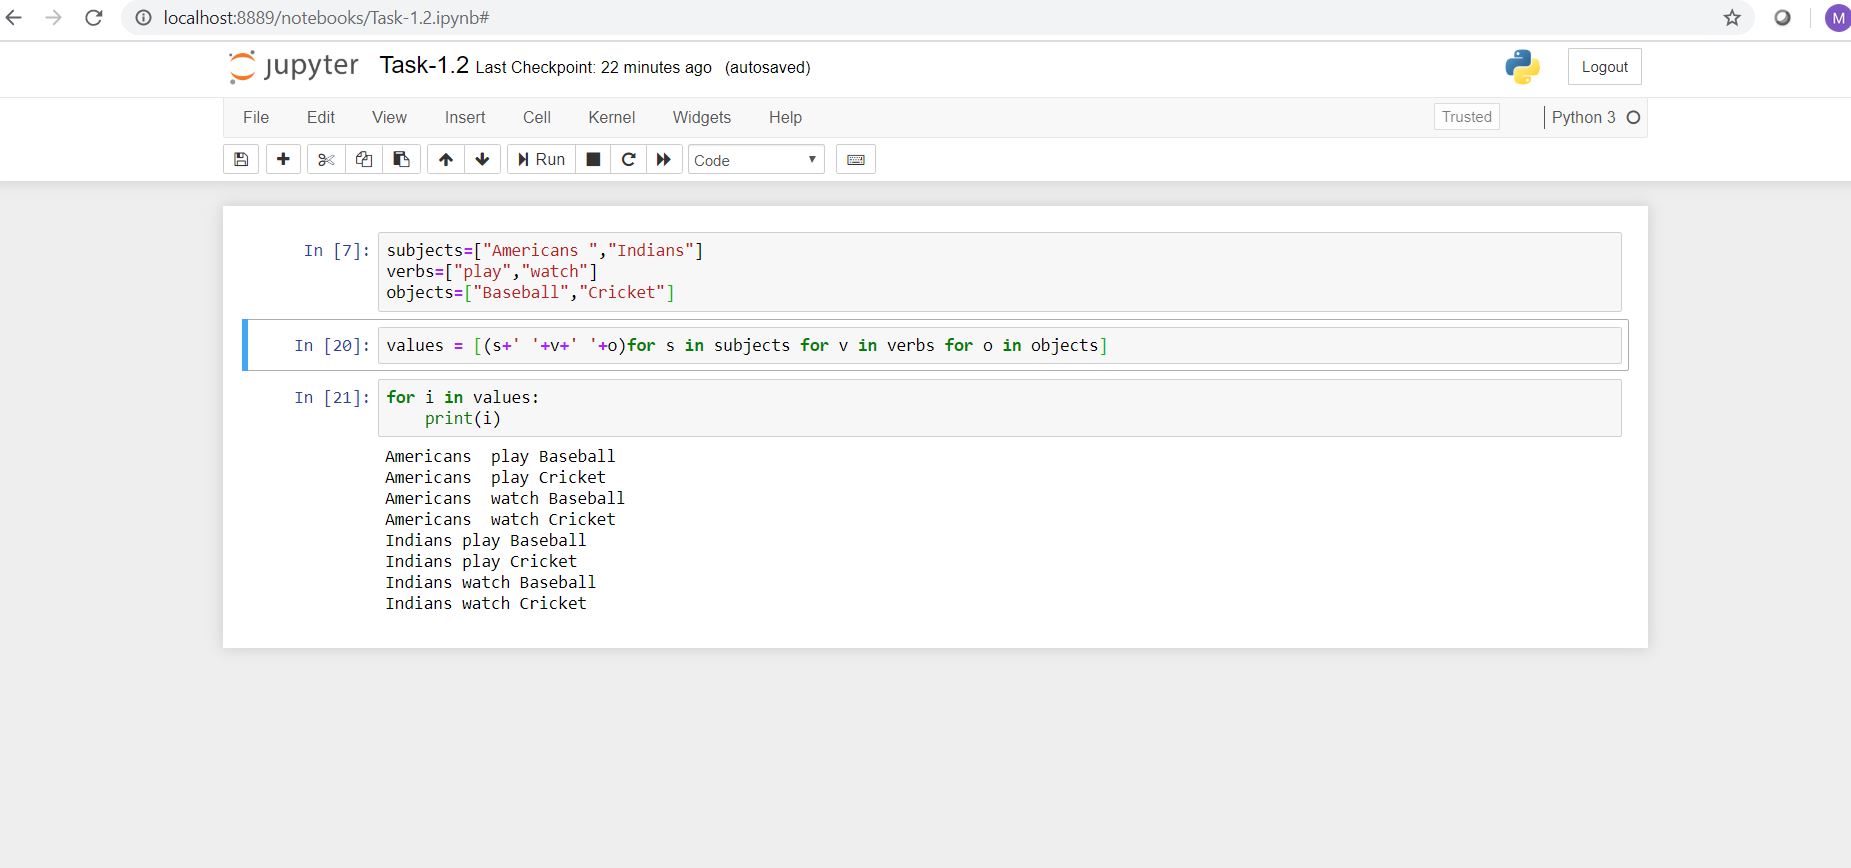 localhost:8889/notebooks/Task-1.2.ipynb#
M
jupyter Task-1.2 Last Checkpoint: 22 minutes ago (autosaved)
Logout
File Edit View Insert Cell Kernel Widgets Help
Trusted
Python 3
Run
Code
In [7]: subjects=["Americans ","Indians"]
verbs=["play","watch"]
objects=["Baseball","Cricket"]
In [20]: values = [(s+' '+v+' '+o)for s in subjects for v in verbs for o in objects]
In [21]: for i in values:
    print(i)
Americans  play Baseball
Americans  play Cricket
Americans  watch Baseball
Americans  watch Cricket
Indians play Baseball
Indians play Cricket
Indians watch Baseball
Indians watch Cricket